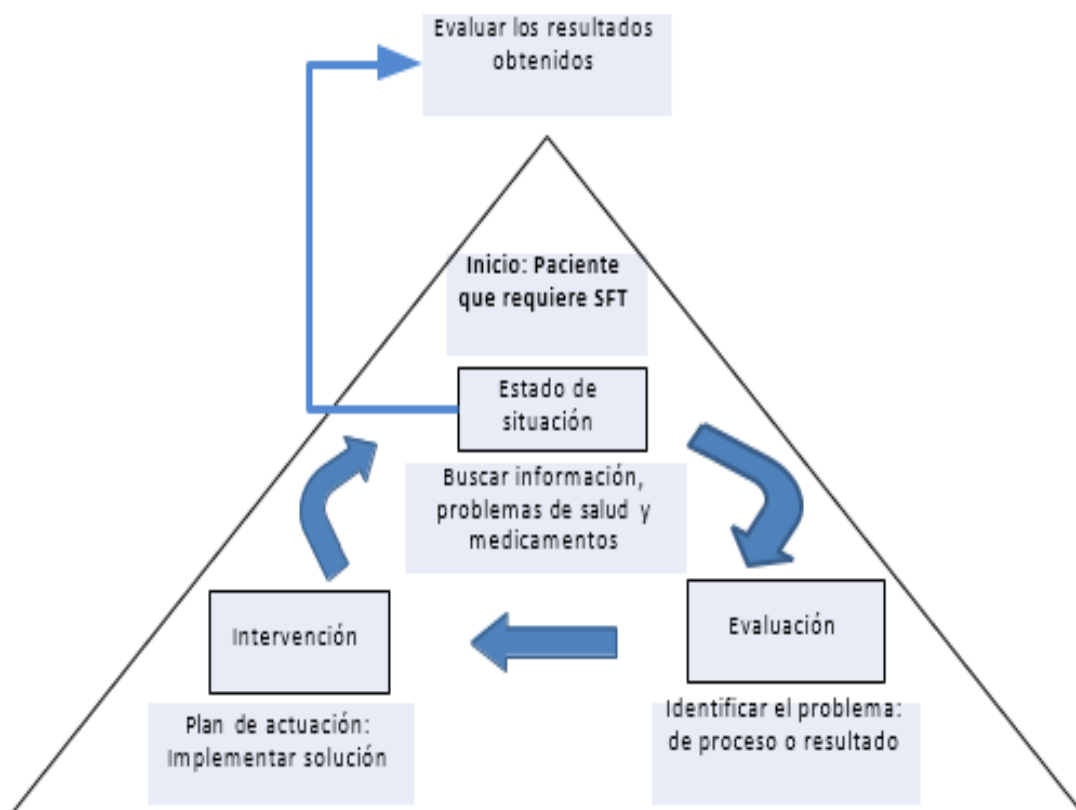 Evaluar los resultados
obtenidos
Inicio: Paciente
que requiere SFT
Estado de
situación
Buscar información,
problemas de salud y
medicamentos
Intervención
Evaluación
Plan de actuación:
Implementar solución
Identificar el problema:
de proceso o resultado